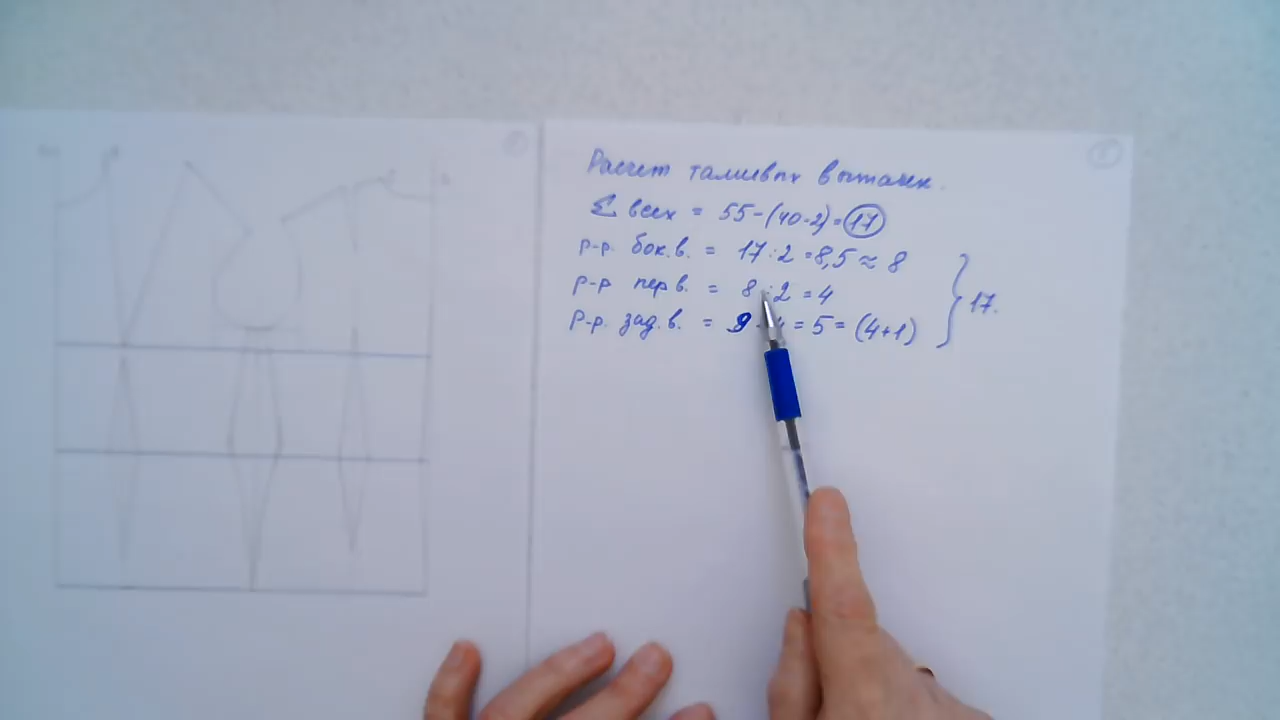 Расчет талиевых вытачек.
Σ всех = 55-(40-2)=17
р-р. бок.в. = 17:2=8,5≈8
р-р пер в. = 8:2=4
р-р. зад.в. = 9-4=5=(4+1)
17.